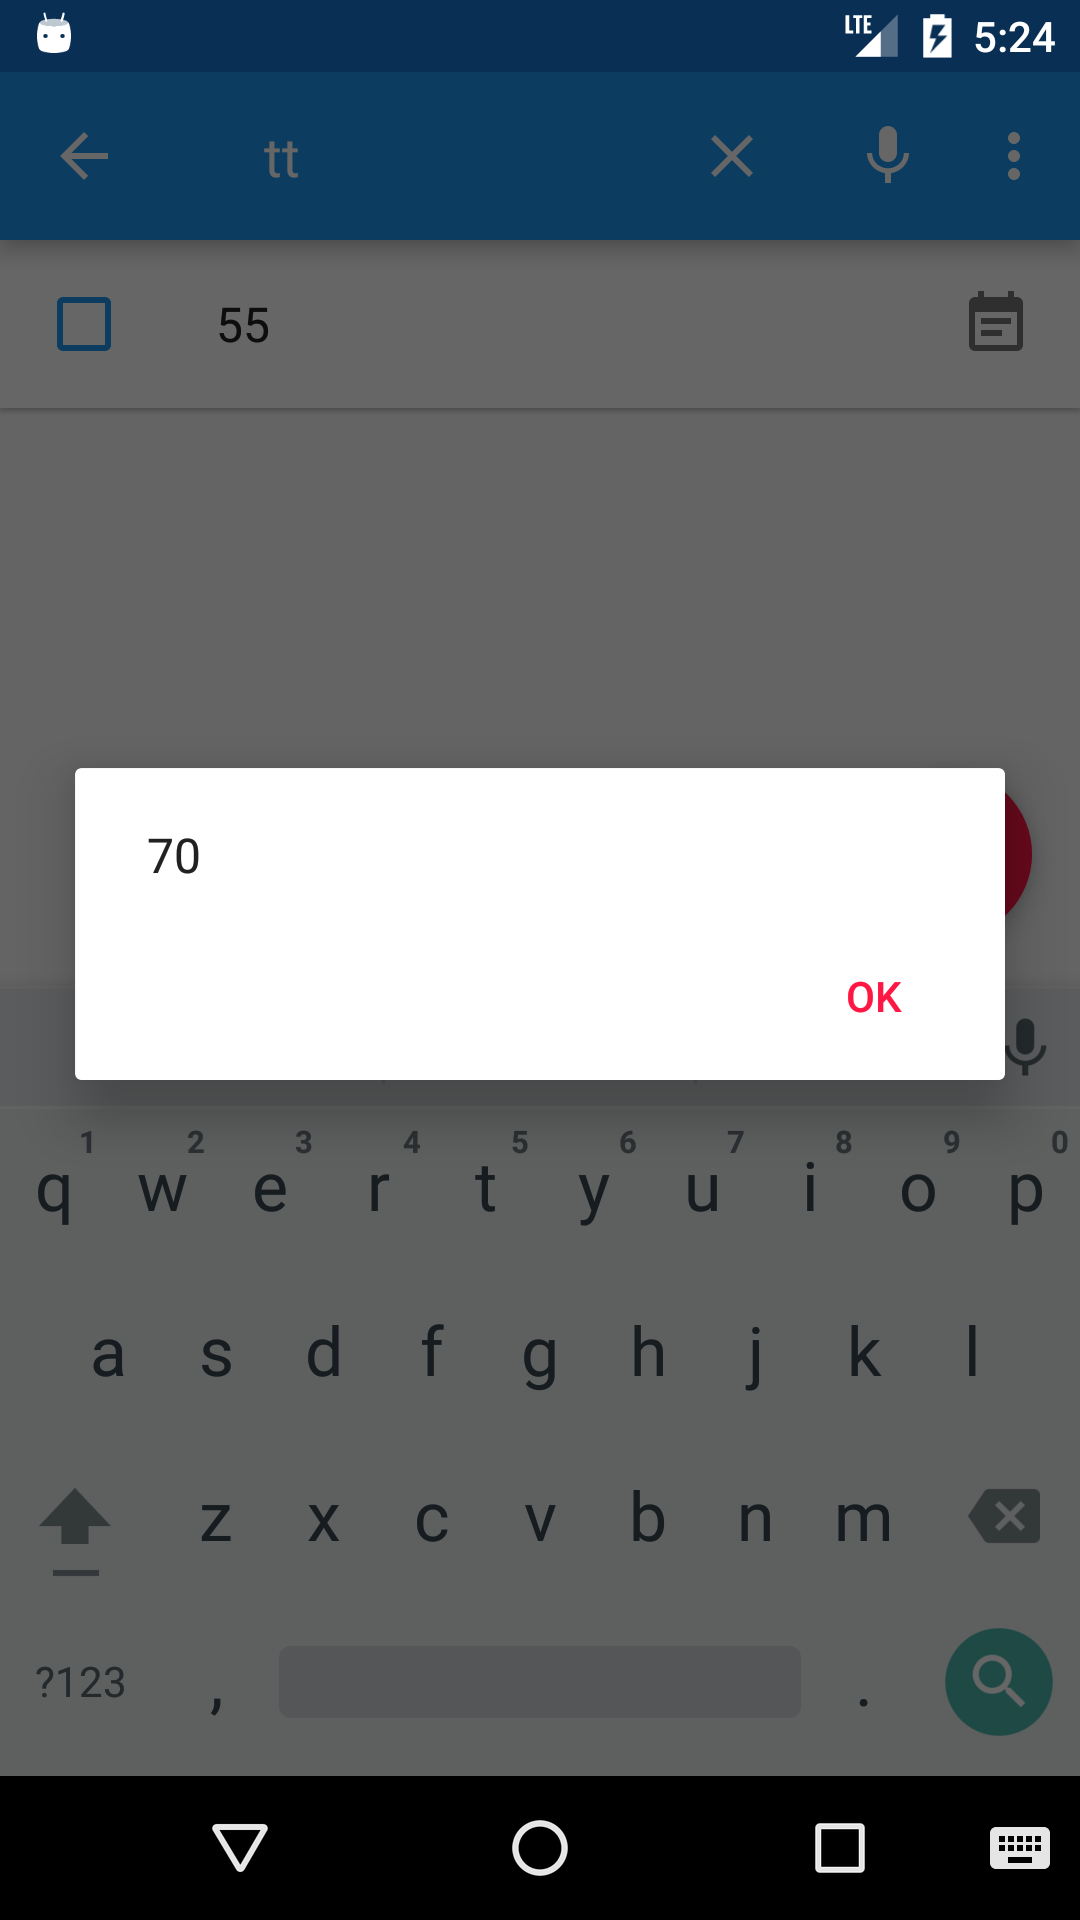 LTE 5:24
tt
55
70
OK
1 2 3 4 5 6 7 8 9 0
q w e r t y u i o p
a s d f g h j k l
z x c v b n m
?123 , .